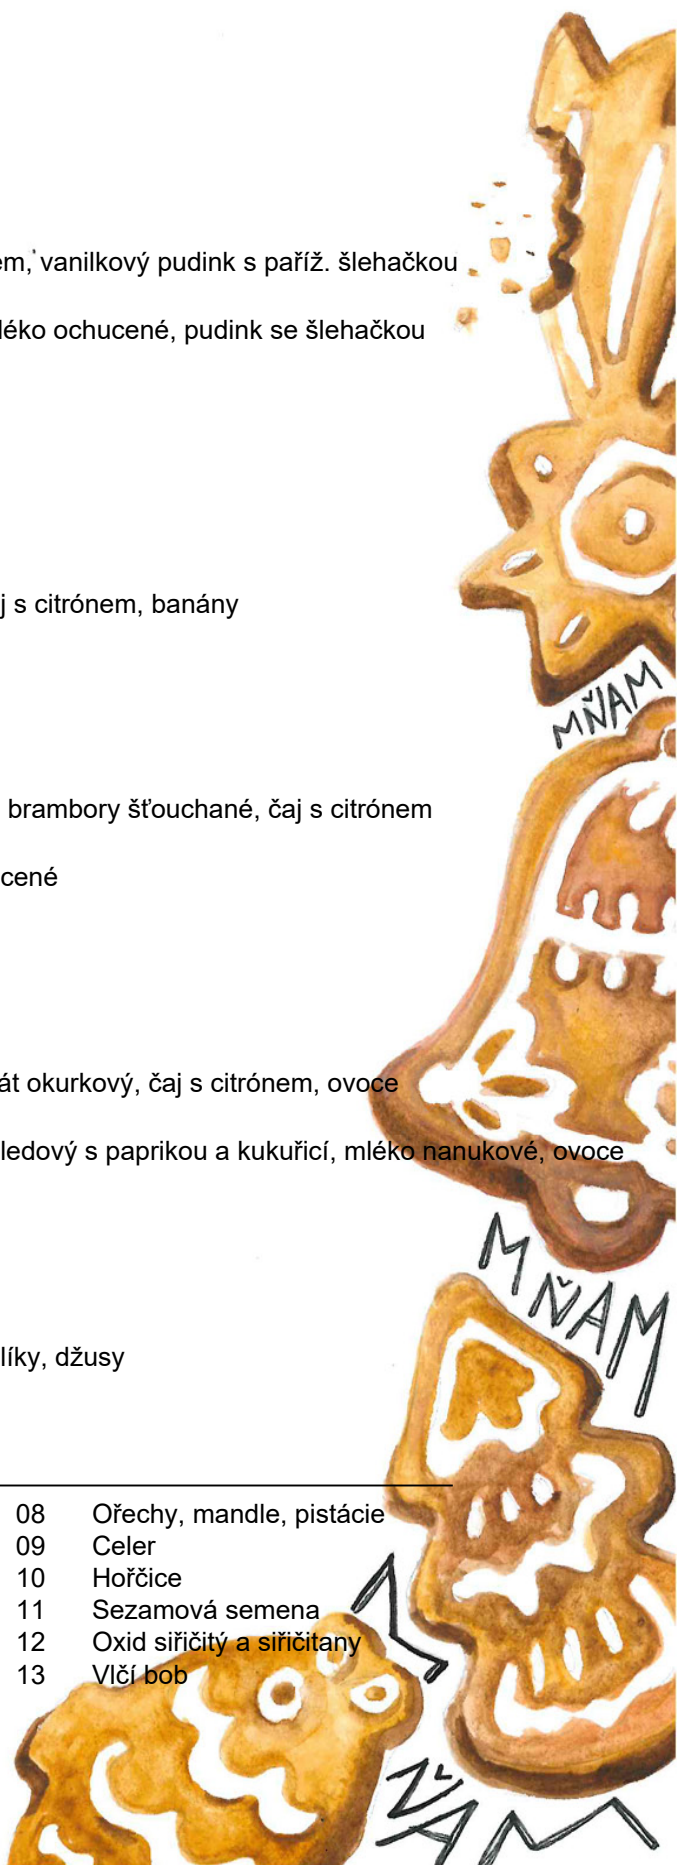 em, vanilkový pudink s paříž. šlehačkou
léko ochucené, pudink se šlehačkou
j s citrónem, banány
MŇAM
brambory šťouchané, čaj s citrónem
cené
át okurkový, čaj s citrónem, ovoce
ledový s paprikou a kukuřicí, mléko nanukové, ovoce
MŇAM
líky, džusy
08 Ořechy, mandle, pistácie
09 Celer
10 Hořčice
11 Sezamová semena
12 Oxid siřičitý a siřičitany
13 Vlčí bob
MŇAM